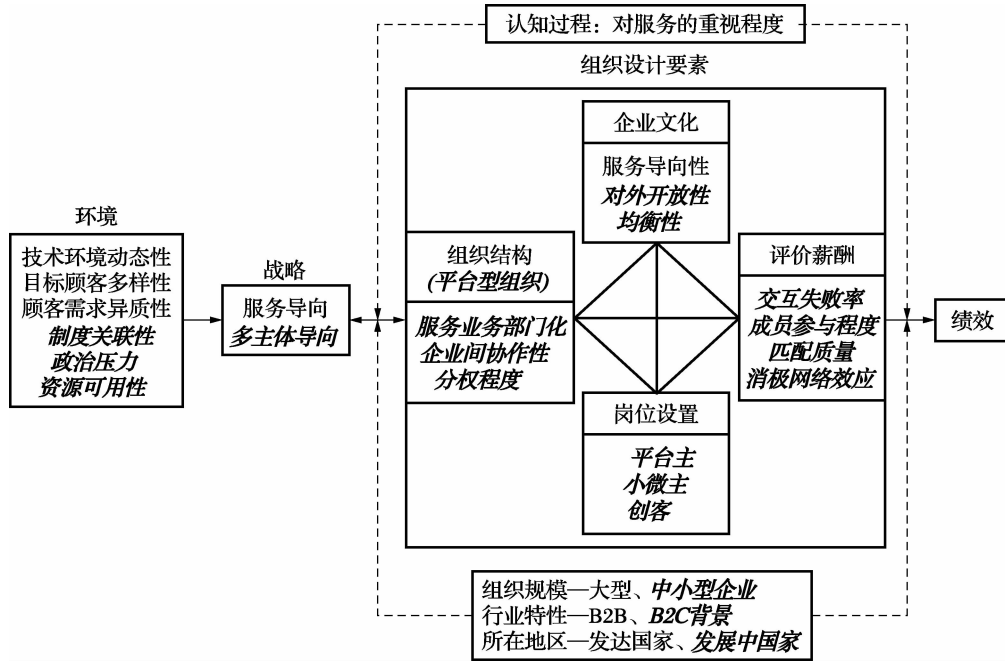 认知过程：对服务的重视程度
组织设计要素
企业文化
服务导向性
对外开放性
均衡性
环境
技术环境动态性
目标顾客多样性
顾客需求异质性
制度关联性
政治压力
资源可用性
战略
服务导向
多主体导向
组织结构
(平台型组织)
服务业务部门化
企业间协作性
分权程度
评价薪酬
交互失败率
成员参与程度
匹配质量
消极网络效应
绩效
岗位设置
平台主
小微主
创客
组织规模—大型、中小型企业
行业特性—B2B、B2C背景
所在地区—发达国家、发展中国家